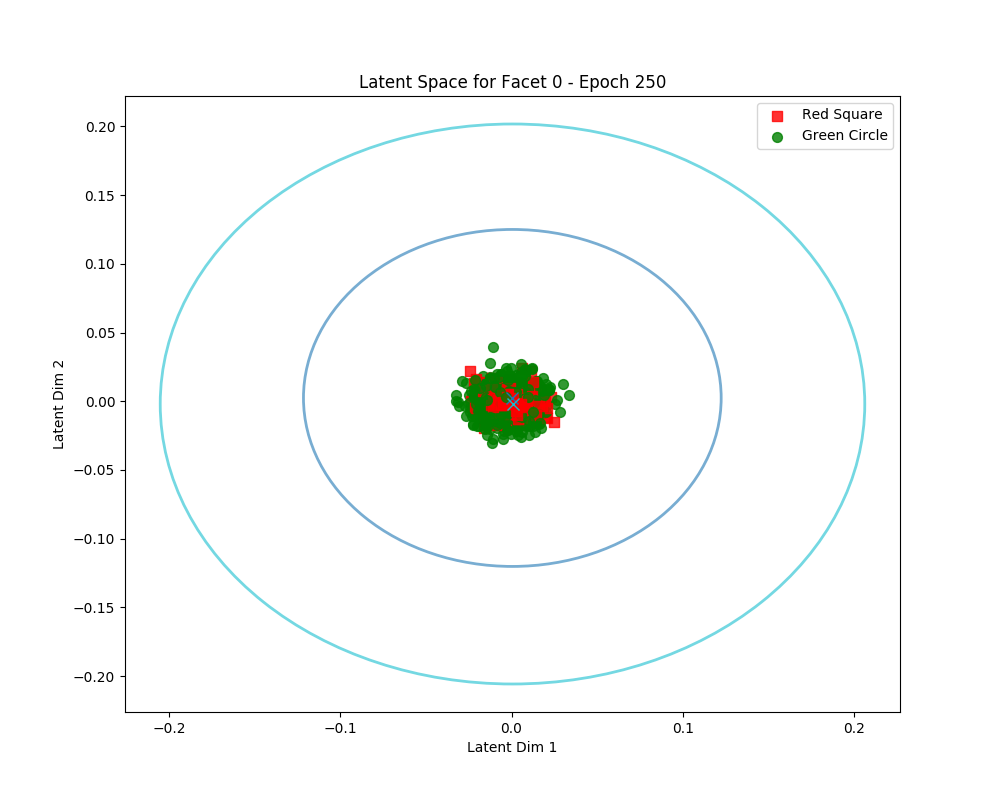 Latent Space for Facet 0 - Epoch 250
Red Square
Green Circle
0.20
0.15
0.10
0.05
0.00
−0.05
−0.10
−0.15
−0.20
Latent Dim 2
−0.2
−0.1
0.0
0.1
0.2
Latent Dim 1